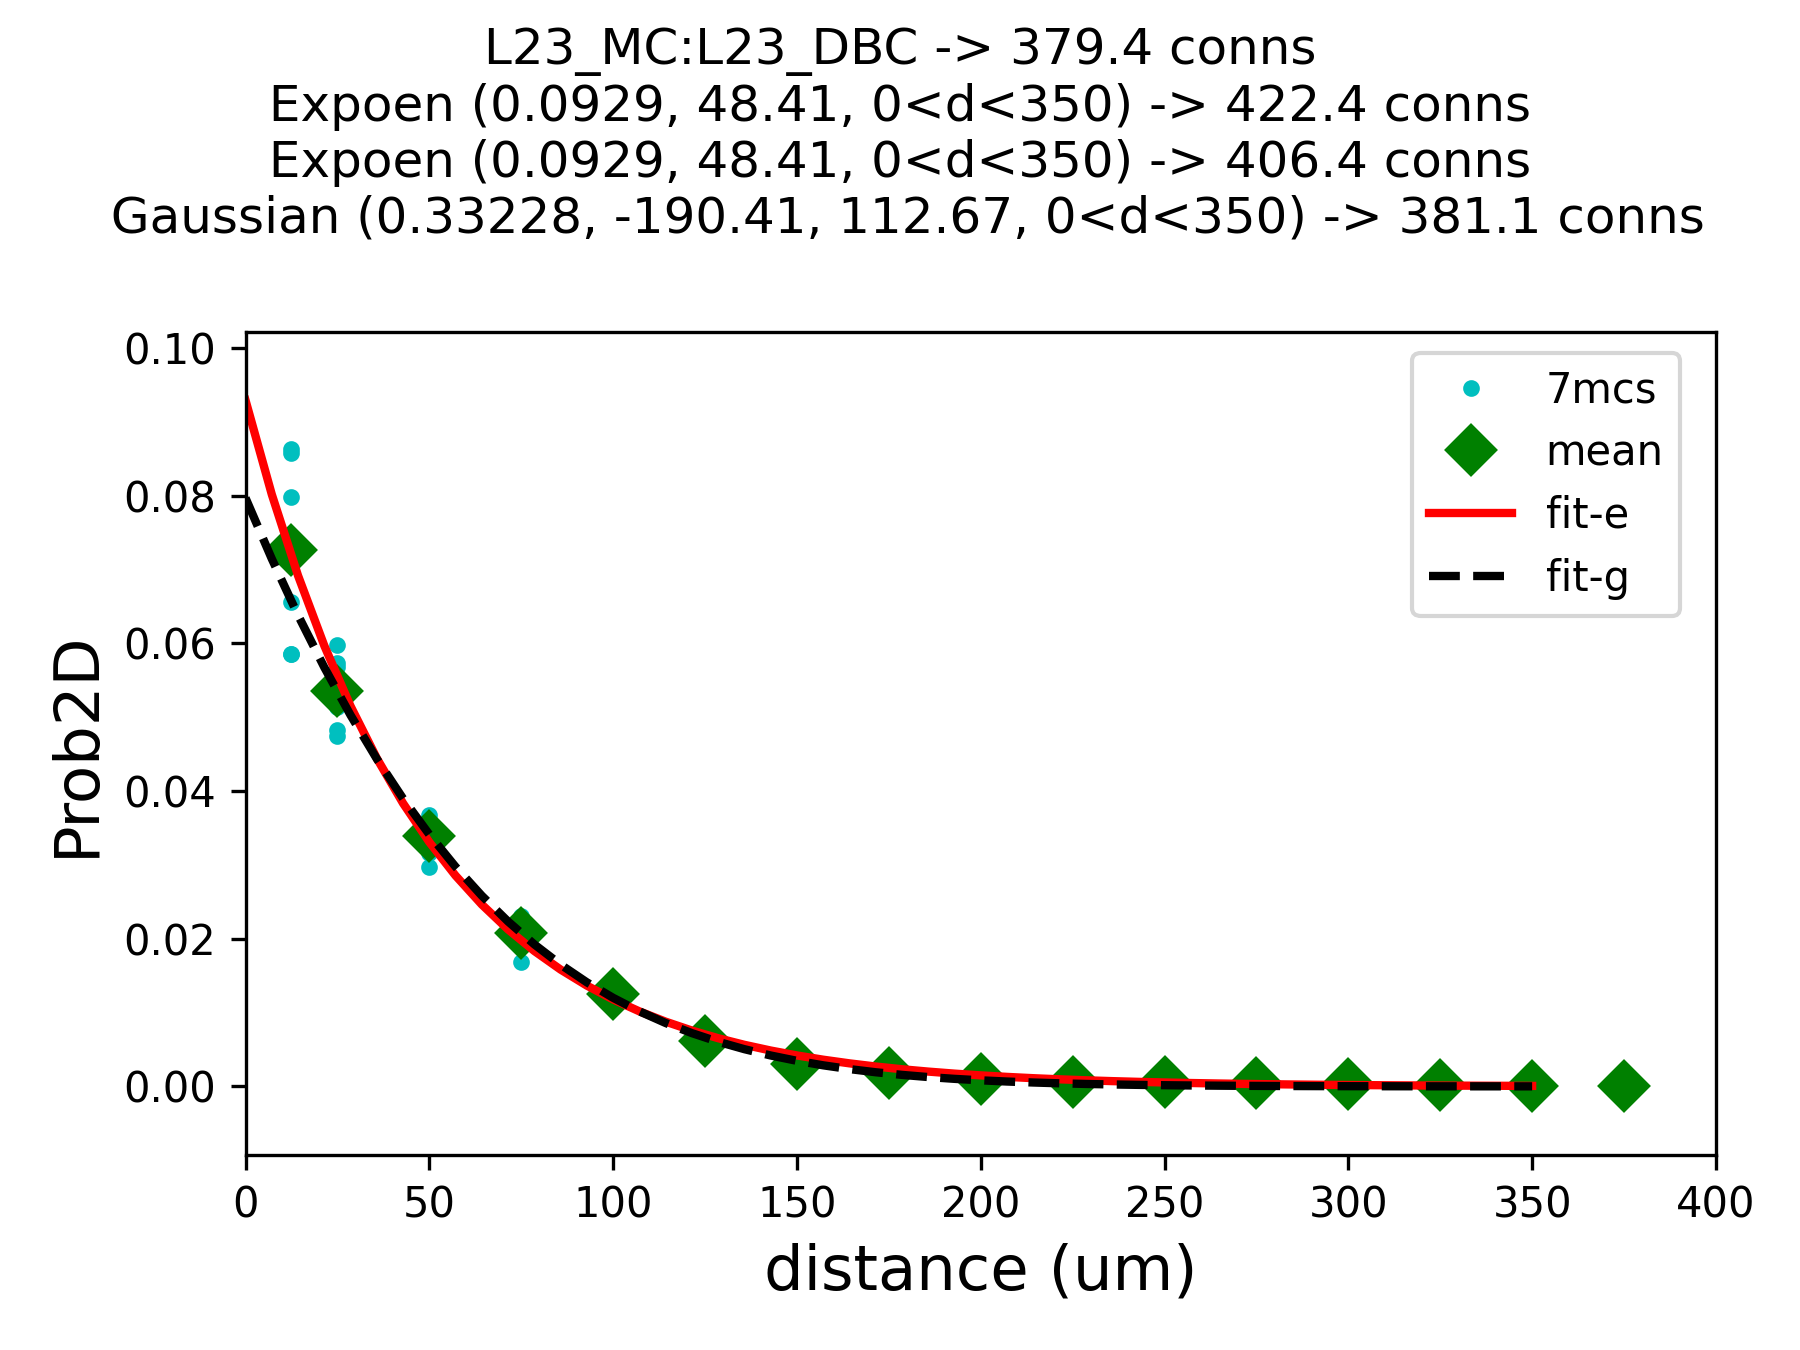 L23_MC:L23_DBC -> 379.4 conns
Expoen (0.0929, 48.41, 0<d<350) -> 422.4 conns
Expoen (0.0929, 48.41, 0<d<350) -> 406.4 conns
Gaussian (0.33228, -190.41, 112.67, 0<d<350) -> 381.1 conns
0.10
0.08
0.06
0.04
0.02
0.00
Prob2D
7mcs
mean
fit-e
fit-g
0 50 100 150 200 250 300 350 400
distance (um)